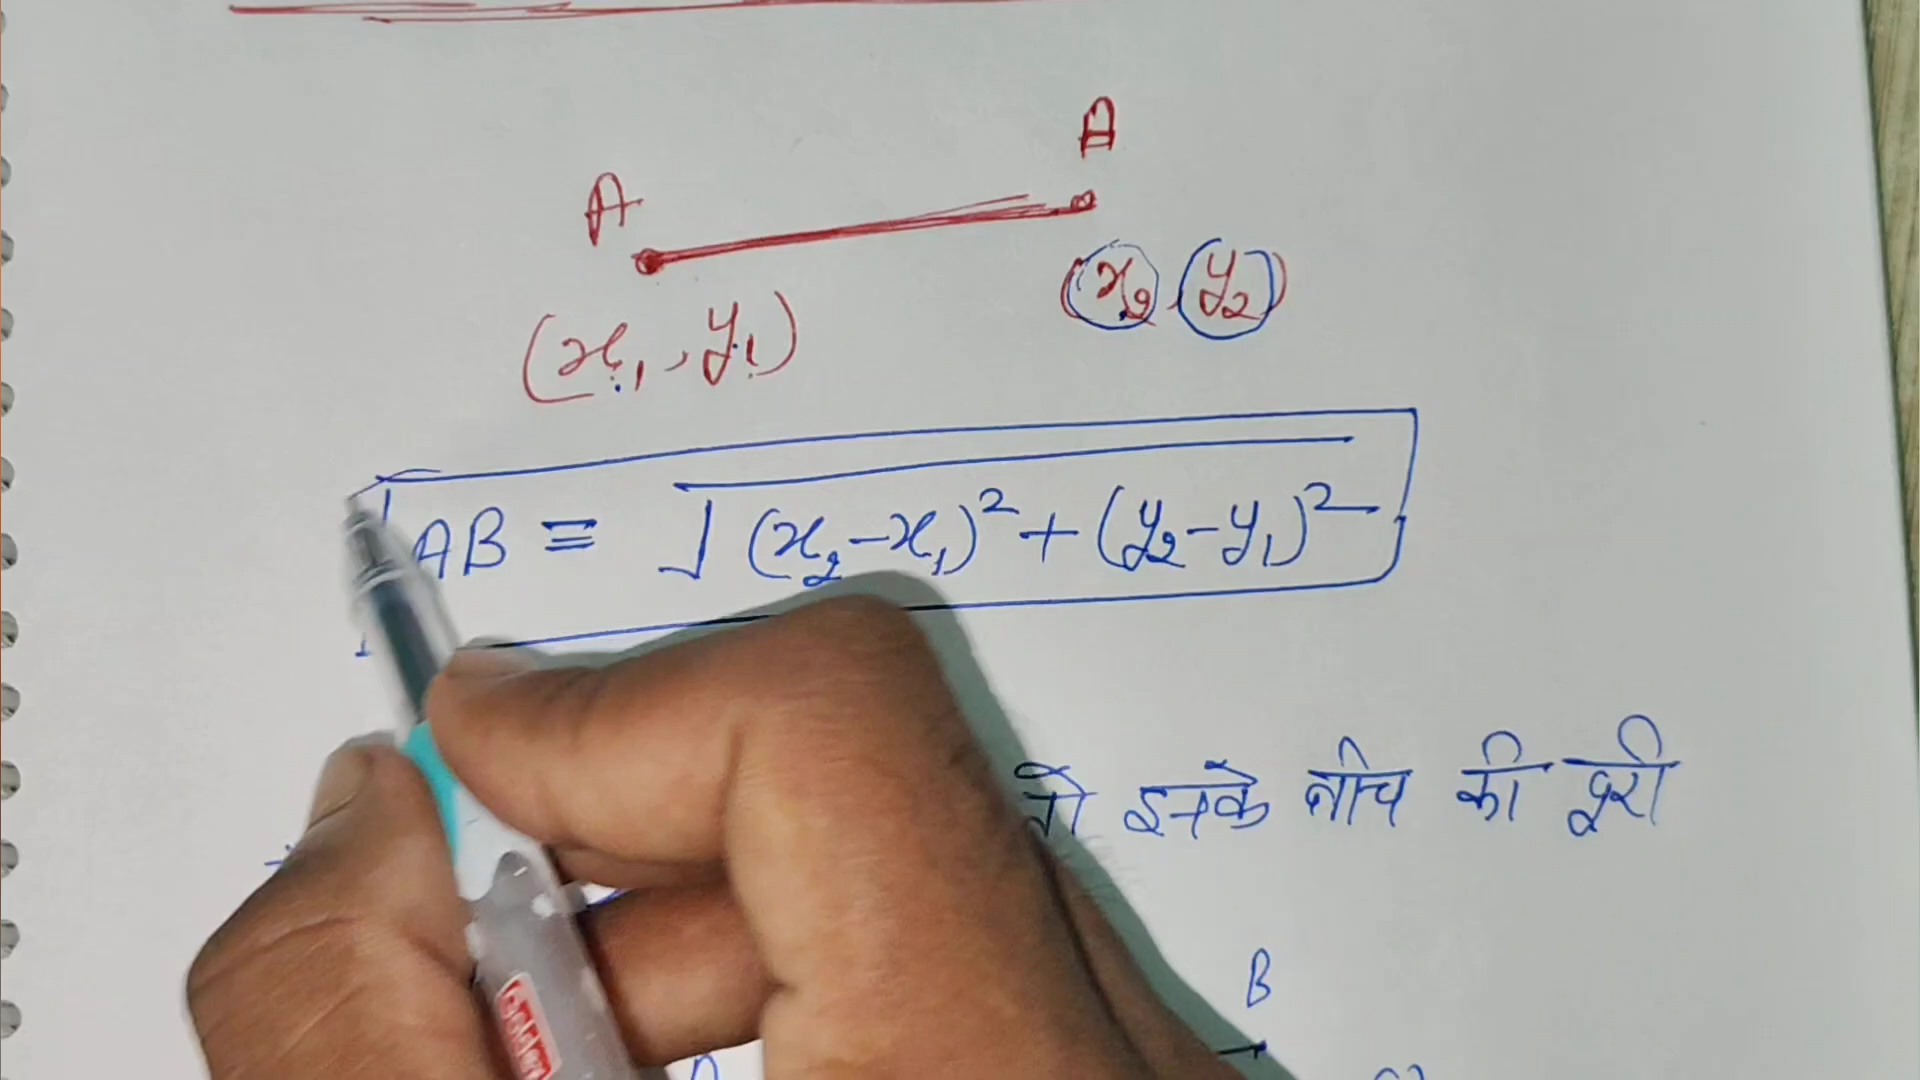 A A
(x₁, y₁) (x₂, y₂)
AB = √(x₂-x₁)² + (y₂-y₁)²
तो इनके बीच की दूरी
B